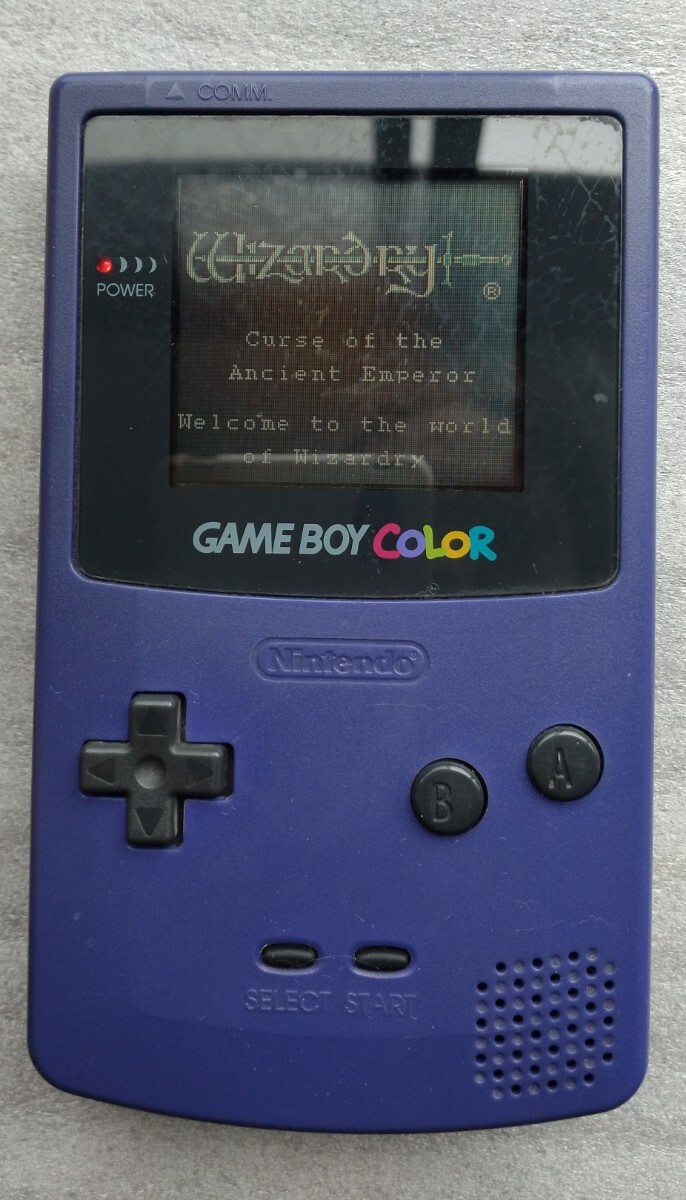 COMM.
Wizardry
®
POWER
Curse of the
Ancient Emperor
Welcome to the world
of Wizardry
GAME BOY COLOR
Nintendo®
A
B
SELECT START